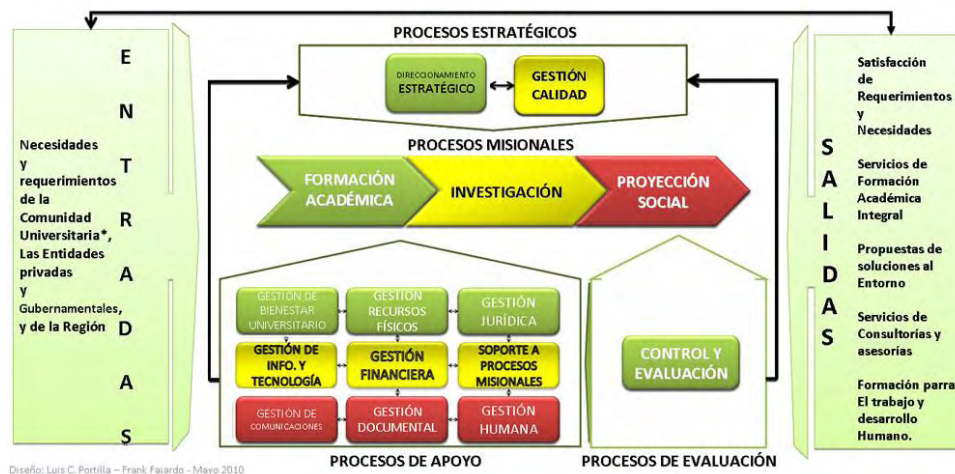 PROCESOS ESTRATÉGICOS
DIRECCIONAMIENTO
ESTRATÉGICO
GESTIÓN
CALIDAD
E
N
T
R
A
D
A
S
Necesidades
y
requerimientos
de la
Comunidad
Universitaria*,
Las Entidades
privadas
y
Gubernamentales,
y de la Región
PROCESOS MISIONALES
FORMACIÓN
ACADÉMICA
INVESTIGACIÓN
PROYECCIÓN
SOCIAL
GESTIÓN DE
BIENESTAR
UNIVERSITARIO
GESTIÓN
RECURSOS
FÍSICOS
GESTIÓN
JURÍDICA
GESTIÓN DE
INFO. Y
TECNOLOGÍA
GESTIÓN
FINANCIERA
SOPORTE A
PROCESOS
MISIONALES
GESTIÓN DE
COMUNICACIONES
GESTIÓN
DOCUMENTAL
GESTIÓN
HUMANA
PROCESOS DE APOYO
CONTROL Y
EVALUACIÓN
PROCESOS DE EVALUACIÓN
S
A
L
I
D
A
S
Satisfacción
de
Requerimientos
y
Necesidades
Servicios de
Formación
Académica
Integral
Propuestas de
soluciones al
Entorno
Servicios de
Consultorías y
asesorías
Formación parra
El trabajo y
desarrollo
Humano.
Diseño: Luis C. Portilla – Frank Fajardo - Mayo 2010